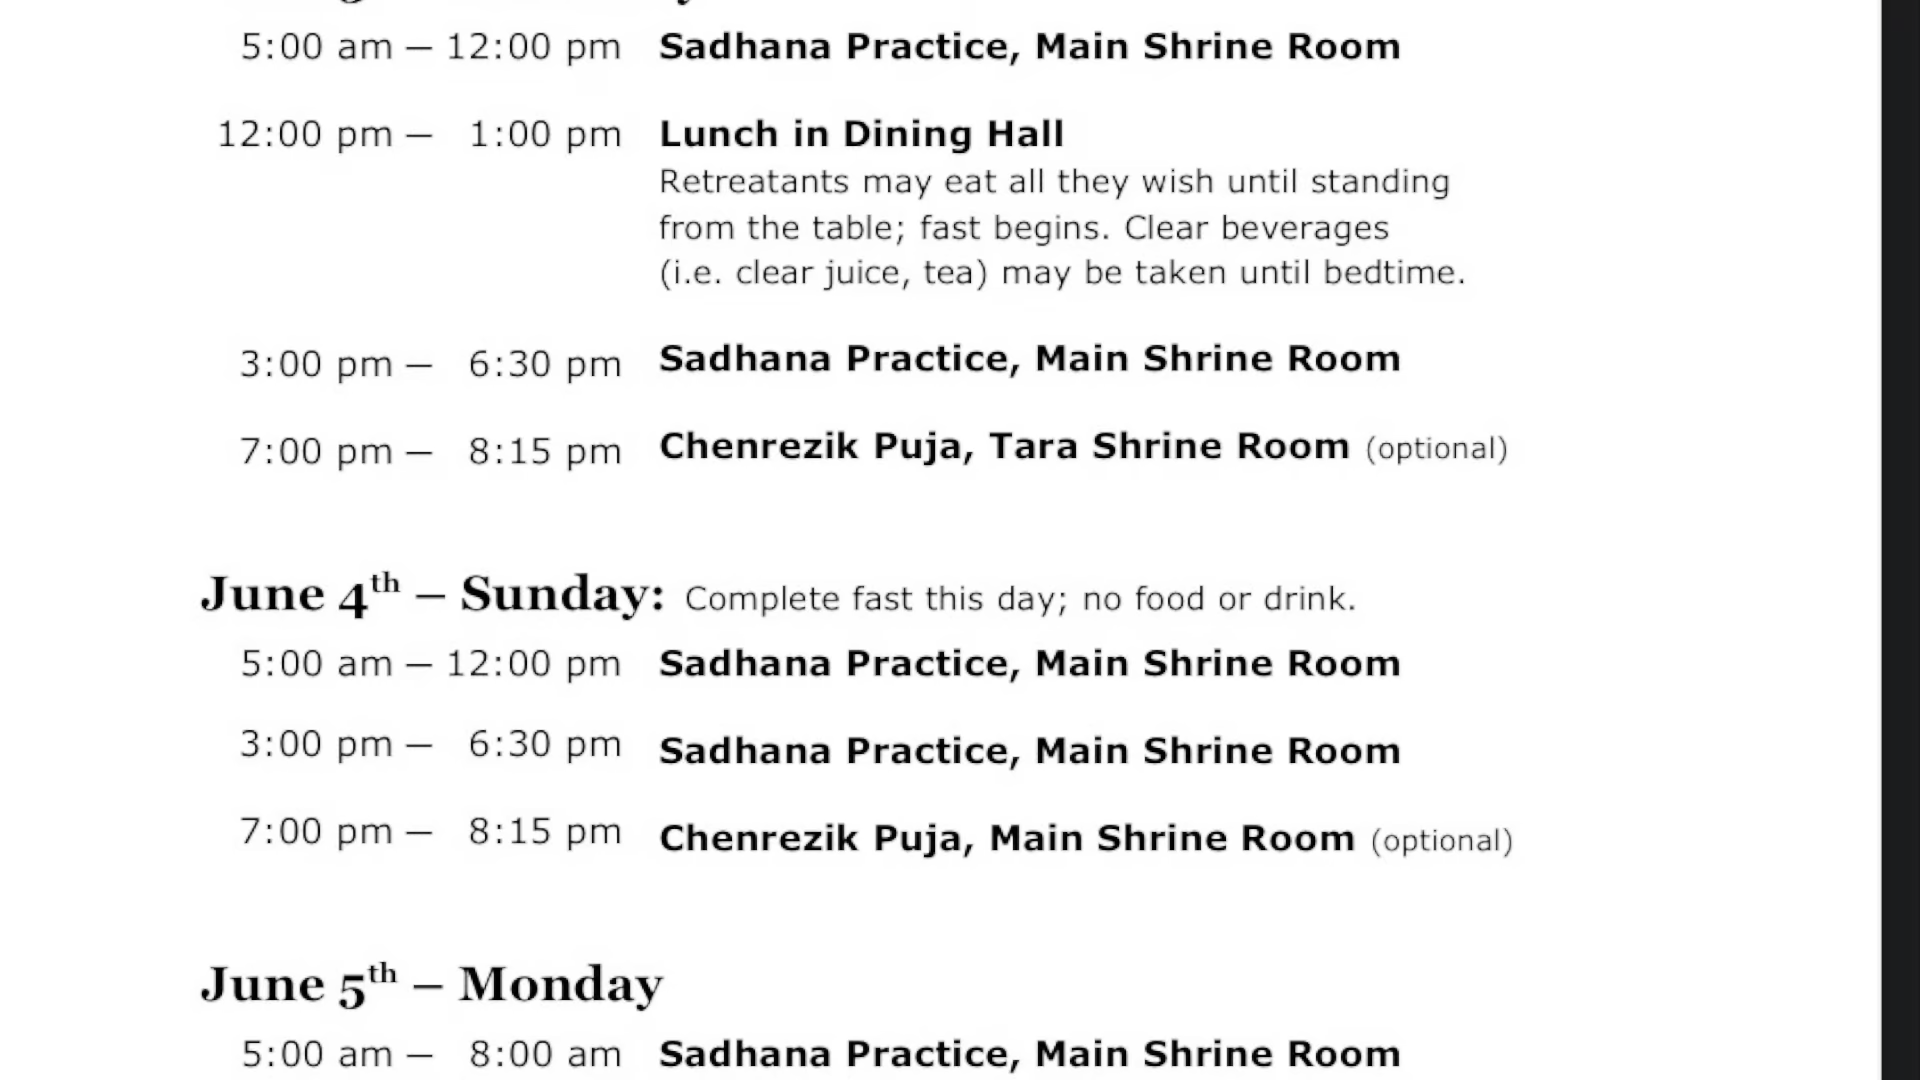 5:00 am – 12:00 pm Sadhana Practice, Main Shrine Room
12:00 pm – 1:00 pm Lunch in Dining Hall
Retreatants may eat all they wish until standing
from the table; fast begins. Clear beverages
(i.e. clear juice, tea) may be taken until bedtime.
3:00 pm – 6:30 pm Sadhana Practice, Main Shrine Room
7:00 pm – 8:15 pm Chenrezik Puja, Tara Shrine Room (optional)
June 4th – Sunday: Complete fast this day; no food or drink.
5:00 am – 12:00 pm Sadhana Practice, Main Shrine Room
3:00 pm – 6:30 pm Sadhana Practice, Main Shrine Room
7:00 pm – 8:15 pm Chenrezik Puja, Main Shrine Room (optional)
June 5th – Monday
5:00 am – 8:00 am Sadhana Practice, Main Shrine Room